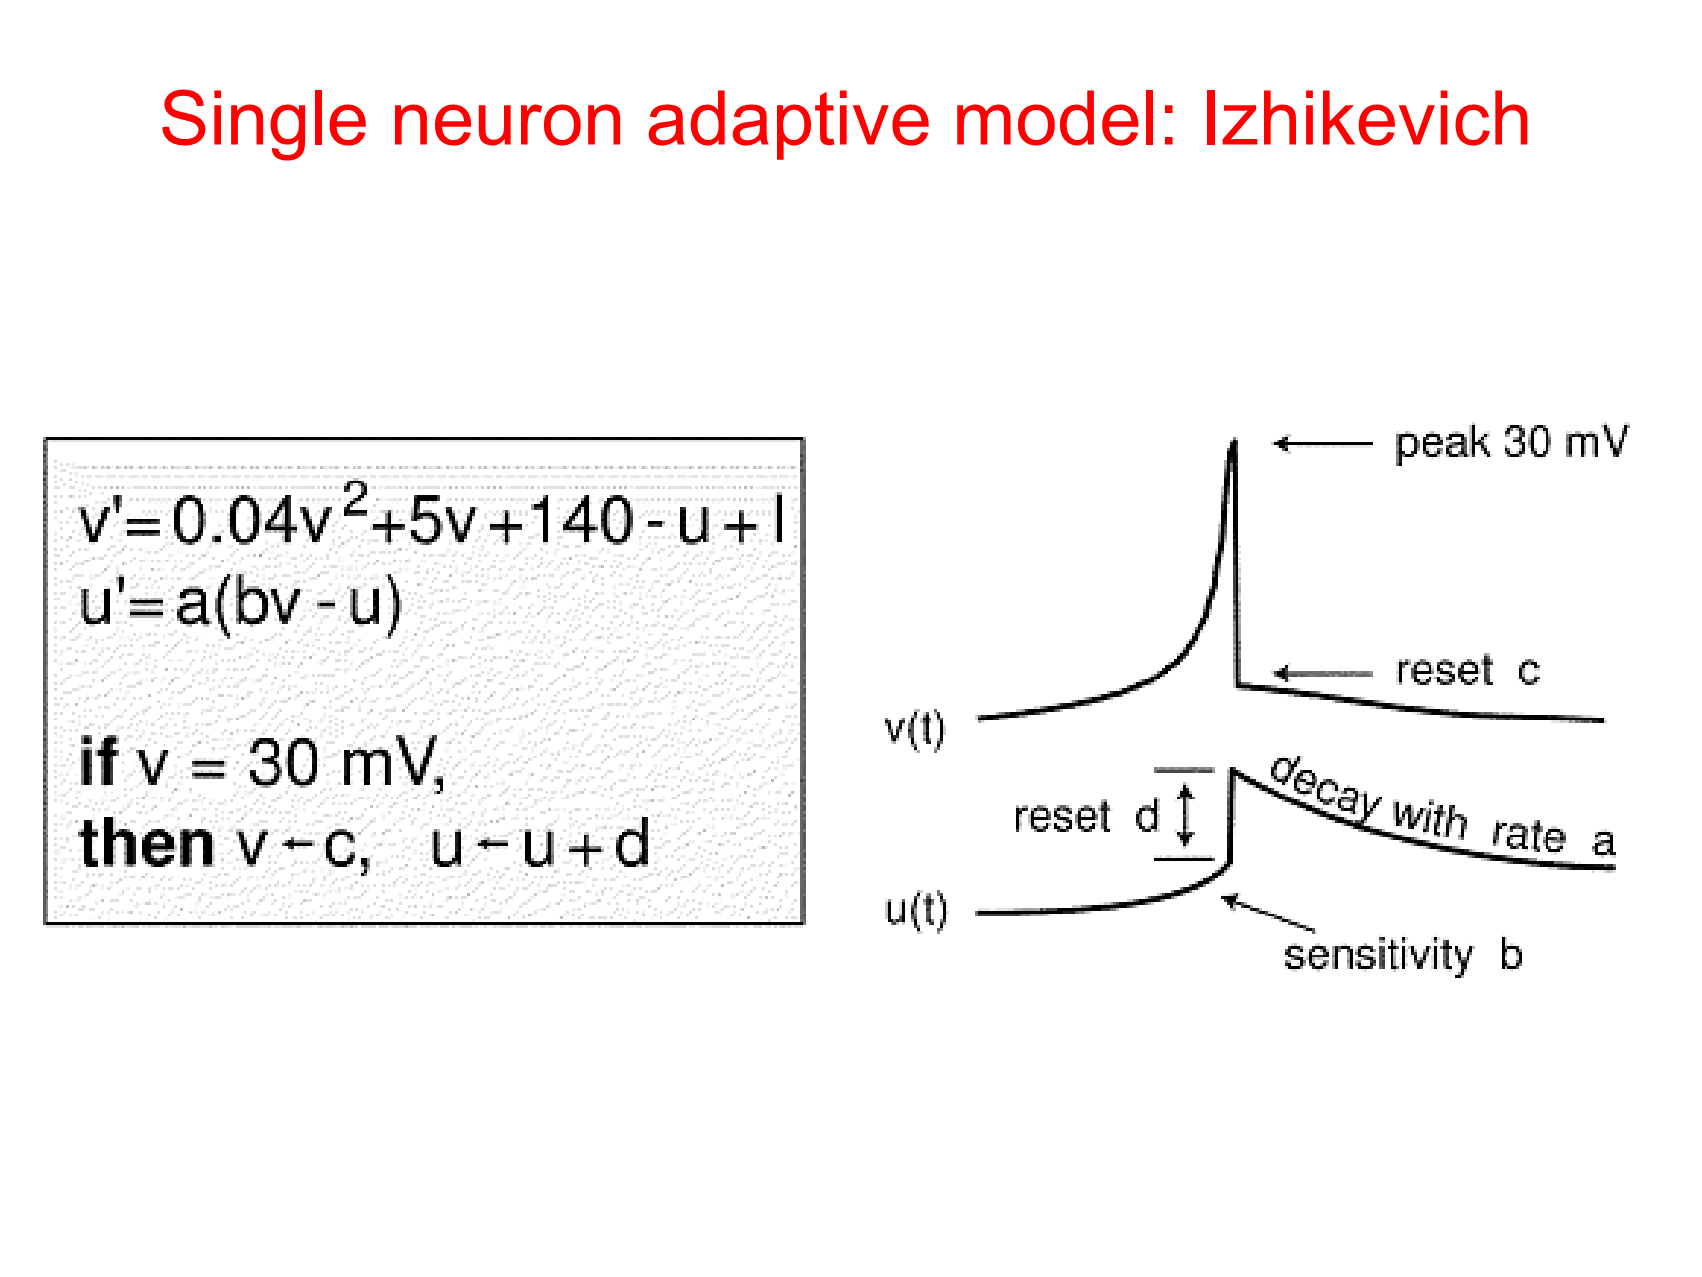 Single neuron adaptive model: Izhikevich
v'=0.04v²+5v+140-u+I
u'=a(bv-u)
if v = 30 mV,
then v←c, u←u+d
peak 30 mV
reset c
v(t)
decay with rate a
reset d
u(t)
sensitivity b